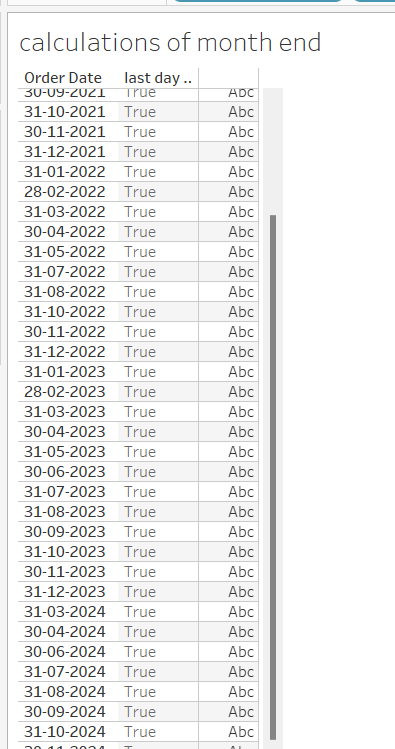 calculations of month end
Order Date last day ..
30-09-2021 True Abc
31-10-2021 True Abc
30-11-2021 True Abc
31-12-2021 True Abc
31-01-2022 True Abc
28-02-2022 True Abc
31-03-2022 True Abc
30-04-2022 True Abc
31-05-2022 True Abc
31-07-2022 True Abc
31-08-2022 True Abc
31-10-2022 True Abc
30-11-2022 True Abc
31-12-2022 True Abc
31-01-2023 True Abc
28-02-2023 True Abc
31-03-2023 True Abc
30-04-2023 True Abc
31-05-2023 True Abc
30-06-2023 True Abc
31-07-2023 True Abc
31-08-2023 True Abc
30-09-2023 True Abc
31-10-2023 True Abc
30-11-2023 True Abc
31-12-2023 True Abc
31-03-2024 True Abc
30-04-2024 True Abc
30-06-2024 True Abc
31-07-2024 True Abc
31-08-2024 True Abc
30-09-2024 True Abc
31-10-2024 True Abc